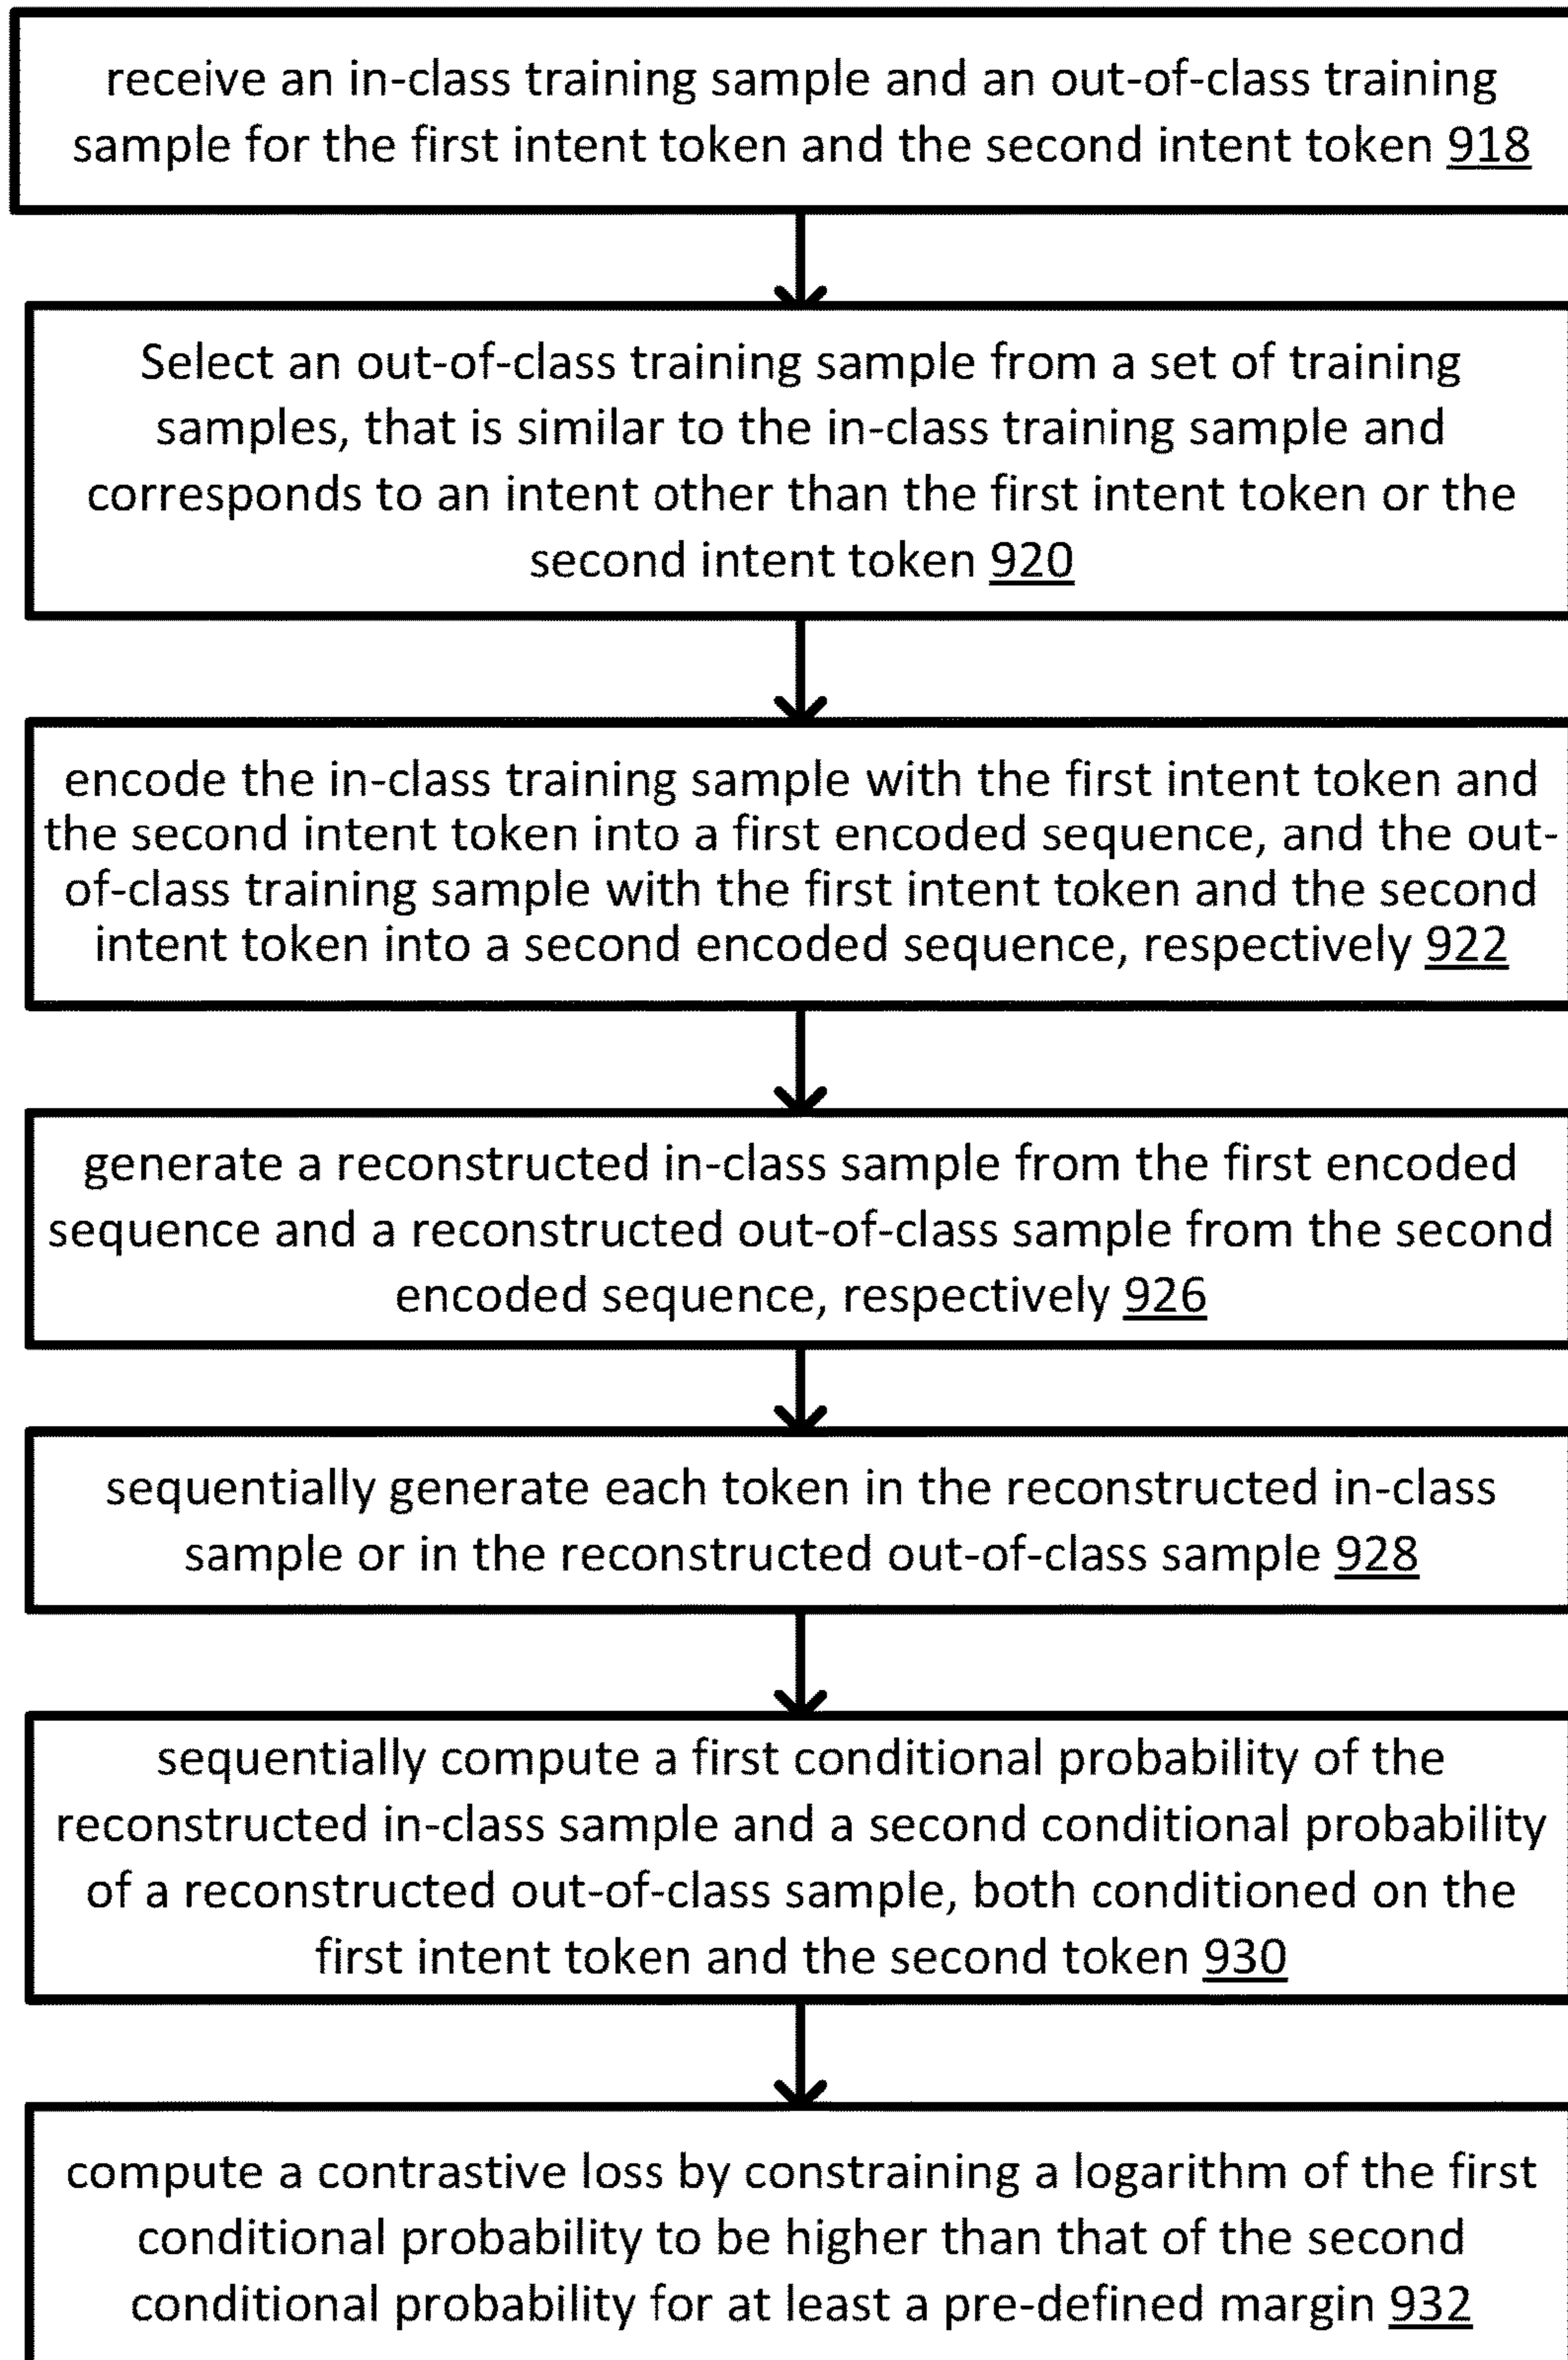 receive an in-class training sample and an out-of-class training
sample for the first intent token and the second intent token 918
Select an out-of-class training sample from a set of training
samples, that is similar to the in-class training sample and
corresponds to an intent other than the first intent token or the
second intent token 920
encode the in-class training sample with the first intent token and
the second intent token into a first encoded sequence, and the out-
of-class training sample with the first intent token and the second
intent token into a second encoded sequence, respectively 922
generate a reconstructed in-class sample from the first encoded
sequence and a reconstructed out-of-class sample from the second
encoded sequence, respectively 926
sequentially generate each token in the reconstructed in-class
sample or in the reconstructed out-of-class sample 928
sequentially compute a first conditional probability of the
reconstructed in-class sample and a second conditional probability
of a reconstructed out-of-class sample, both conditioned on the
first intent token and the second token 930
compute a contrastive loss by constraining a logarithm of the first
conditional probability to be higher than that of the second
conditional probability for at least a pre-defined margin 932